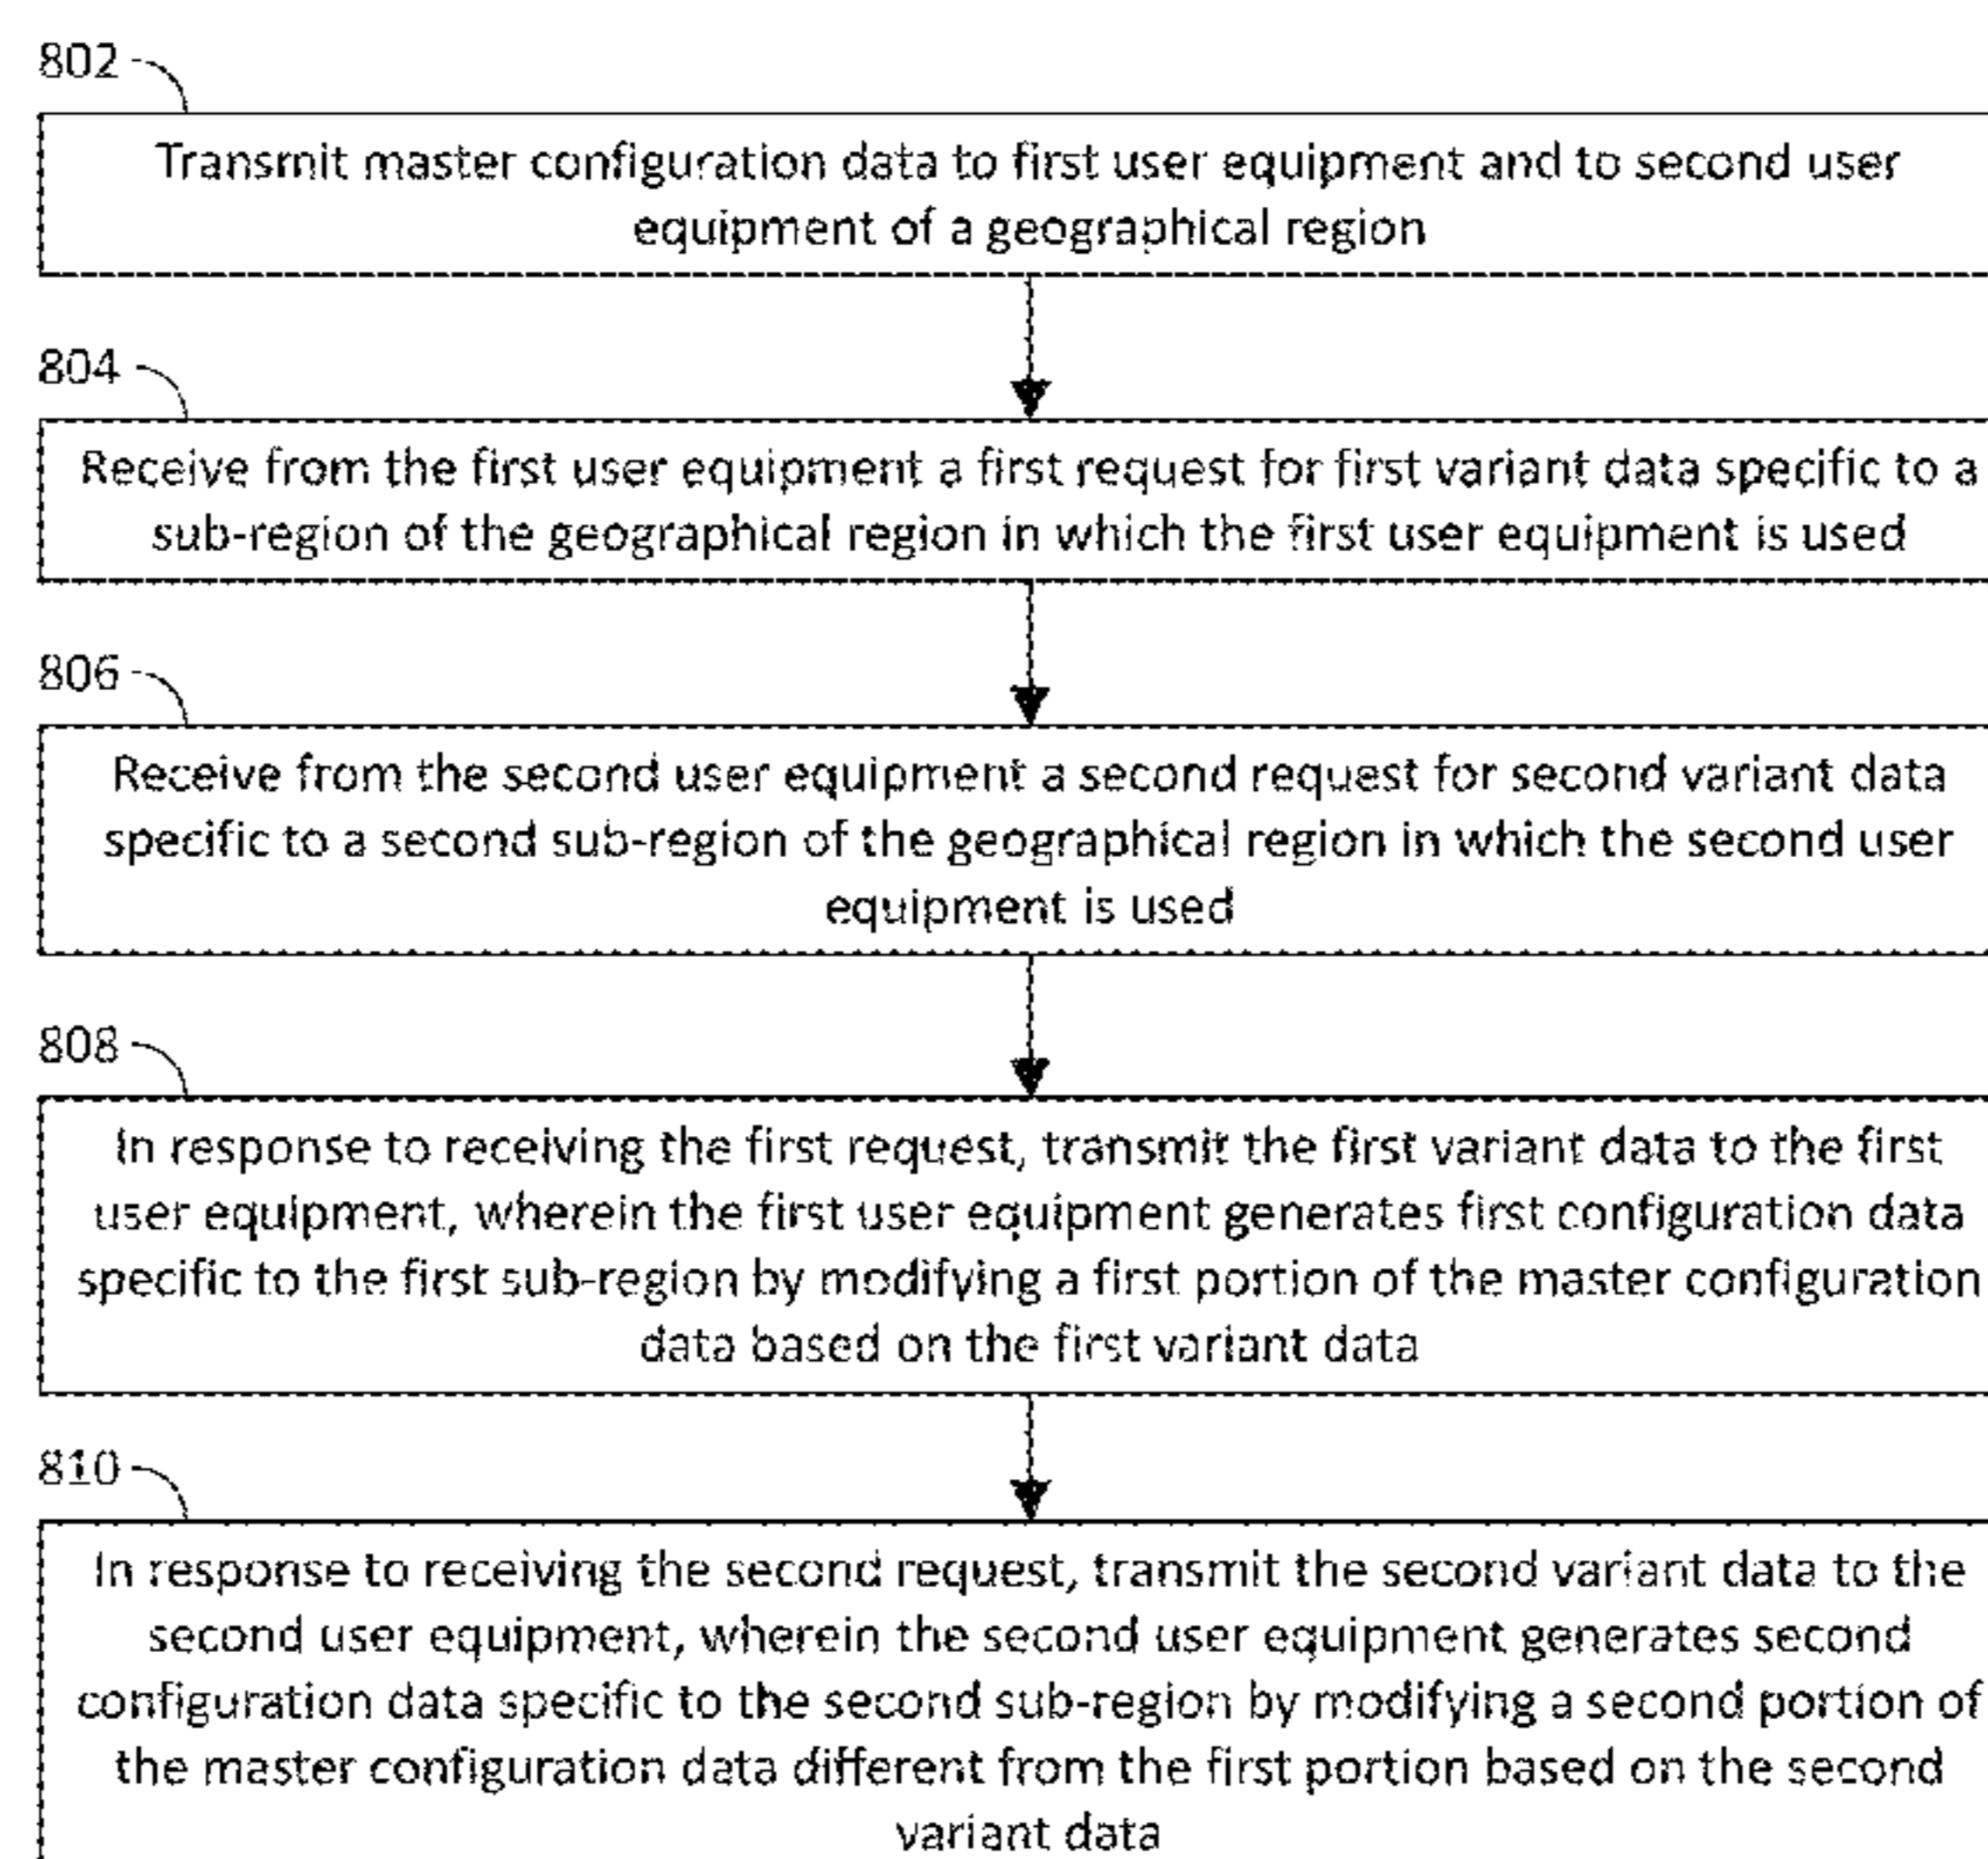 802
Transmit master configuration data to first user equipment and to second user
equipment of a geographical region
804
Receive from the first user equipment a first request for first variant data specific to a
sub-region of the geographical region in which the first user equipment is used
806
Receive from the second user equipment a second request for second variant data
specific to a second sub-region of the geographical region in which the second user
equipment is used
808
In response to receiving the first request, transmit the first variant data to the first
user equipment, wherein the first user equipment generates first configuration data
specific to the first sub-region by modifying a first portion of the master configuration
data based on the first variant data
810
In response to receiving the second request, transmit the second variant data to the
second user equipment, wherein the second user equipment generates second
configuration data specific to the second sub-region by modifying a second portion of
the master configuration data different from the first portion based on the second
variant data